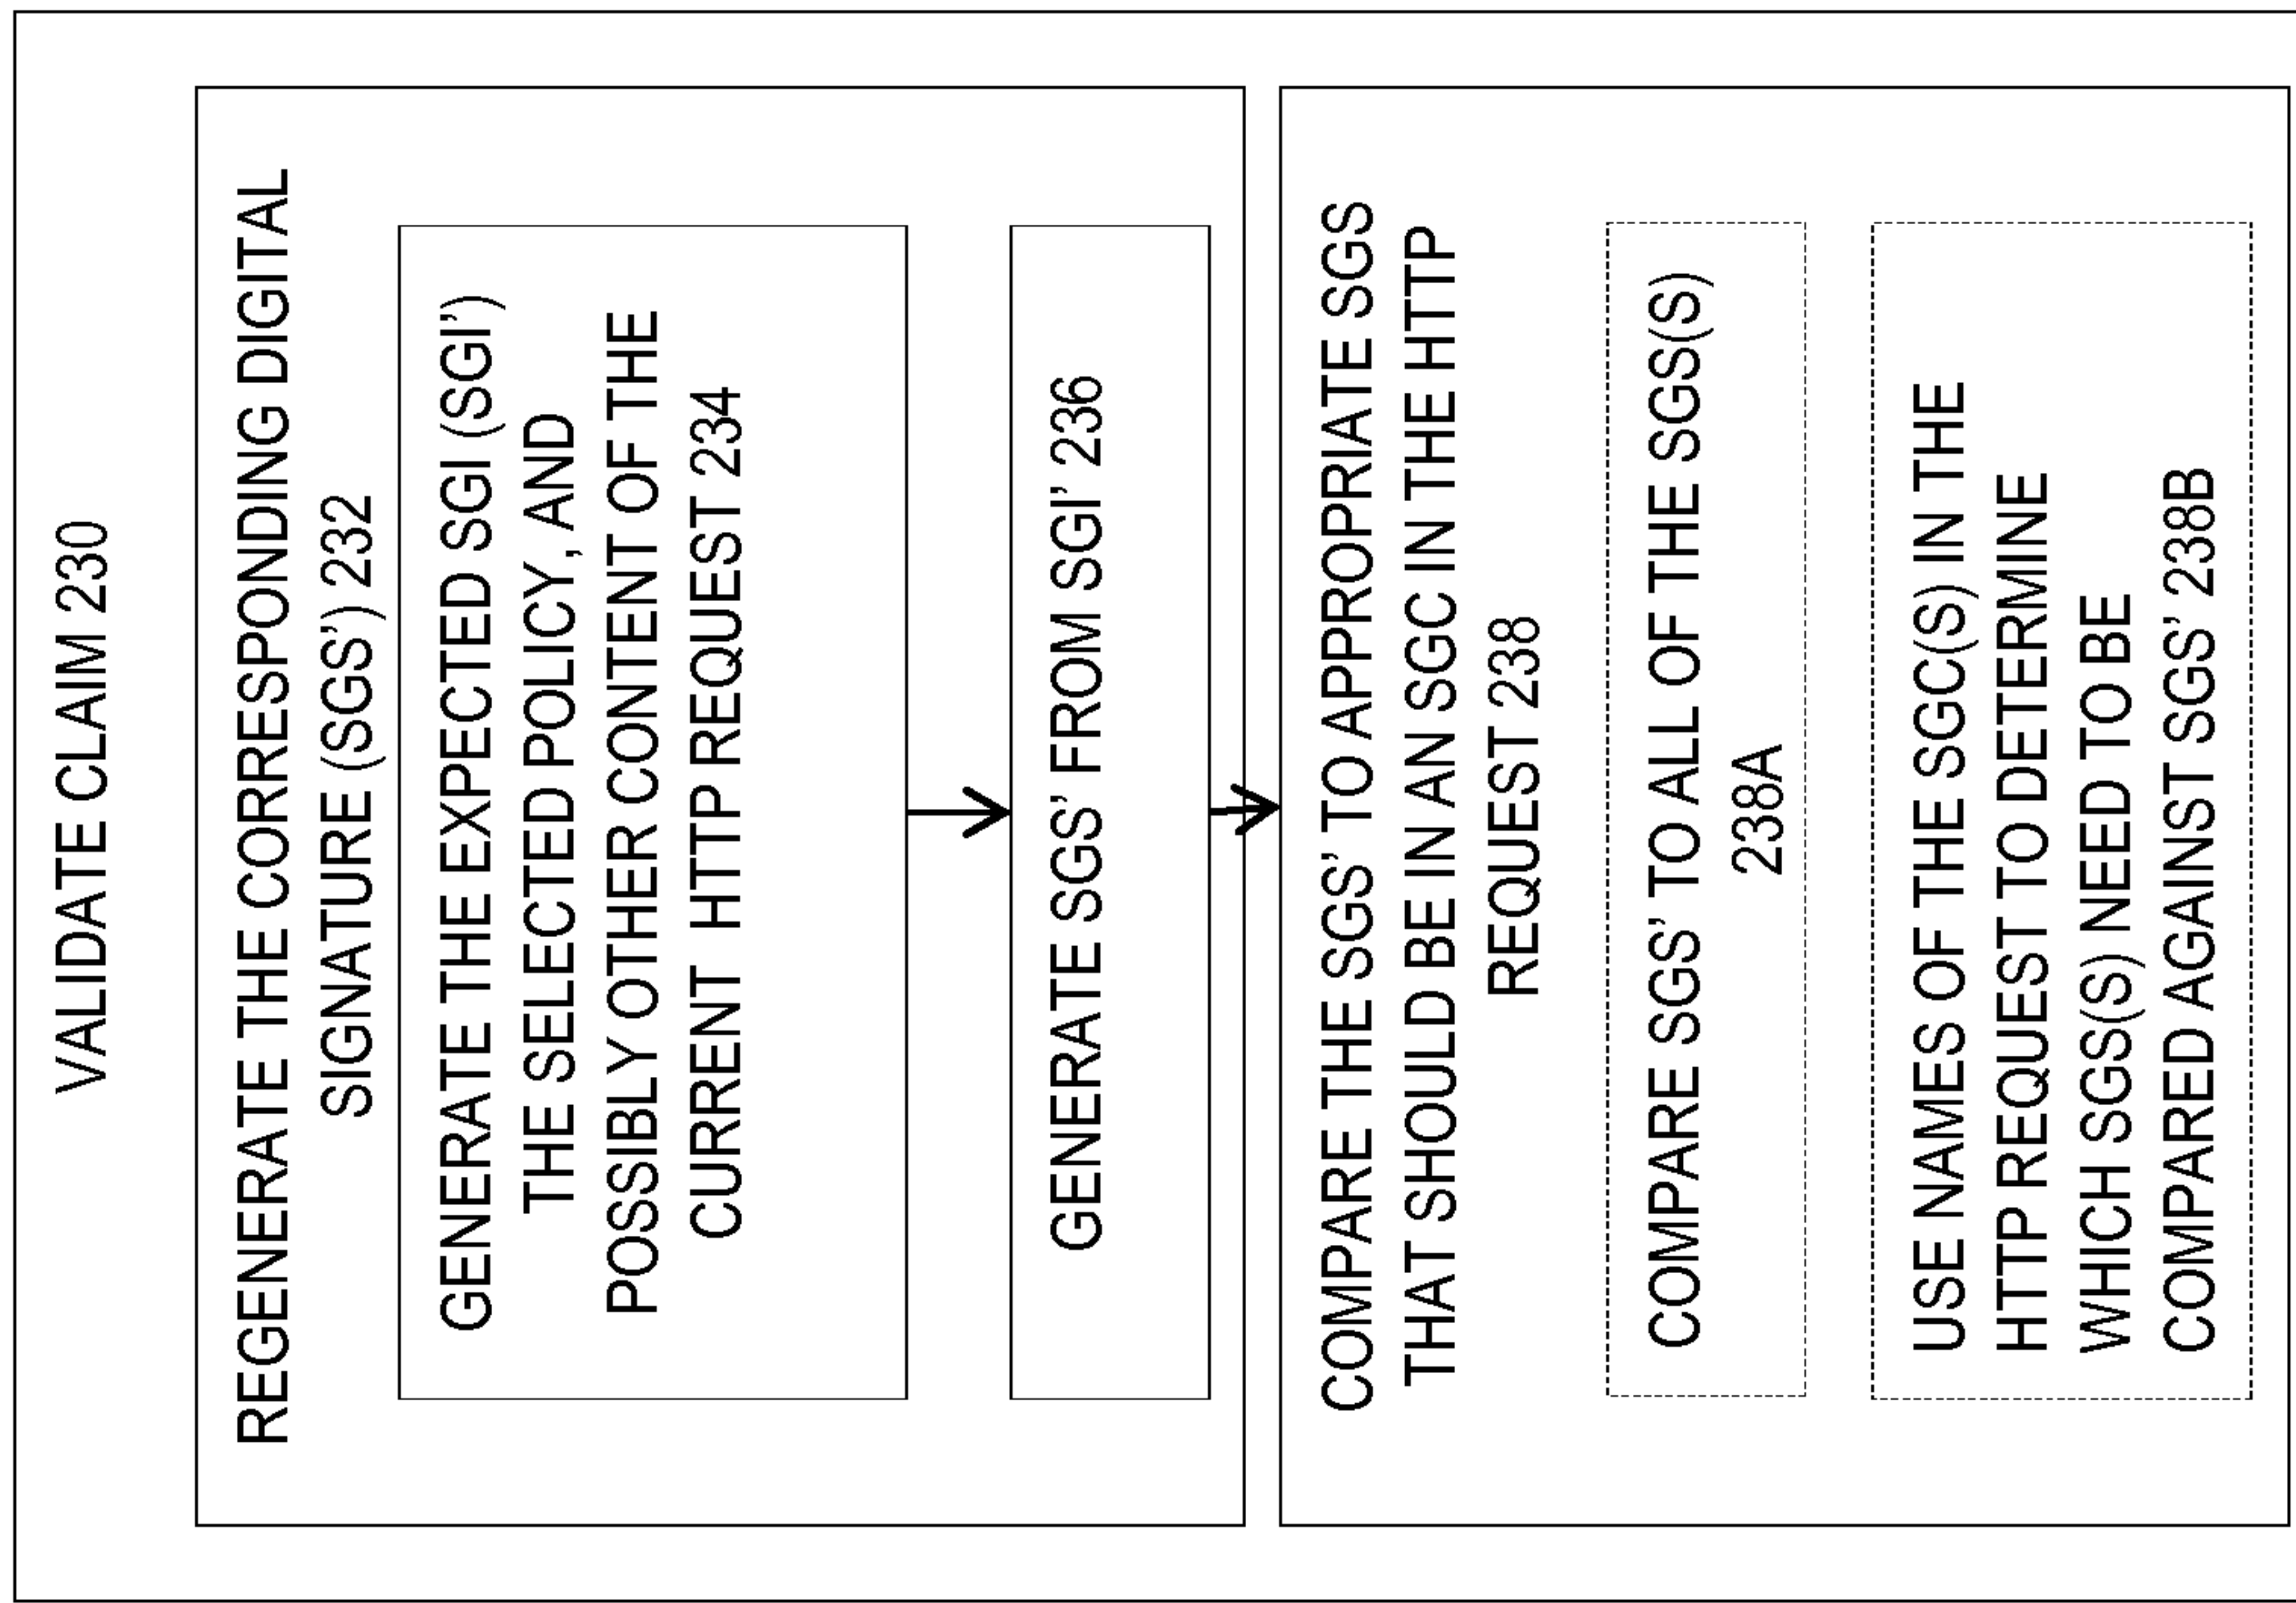 VALIDATE CLAIM 230
REGENERATE THE CORRESPONDING DIGITAL
SIGNATURE (SGS’) 232
GENERATE THE EXPECTED SGI (SGI’)
THE SELECTED POLICY, AND
POSSIBLY OTHER CONTENT OF THE
CURRENT HTTP REQUEST 234
GENERATE SGS’ FROM SGI’ 236
COMPARE THE SGS’ TO APPROPRIATE SGS
THAT SHOULD BE IN AN SGC IN THE HTTP
REQUEST 238
COMPARE SGS’ TO ALL OF THE SGS(S)
238A
USE NAMES OF THE SGC(S) IN THE
HTTP REQUEST TO DETERMINE
WHICH SGS(S) NEED TO BE
COMPARED AGAINST SGS’ 238B